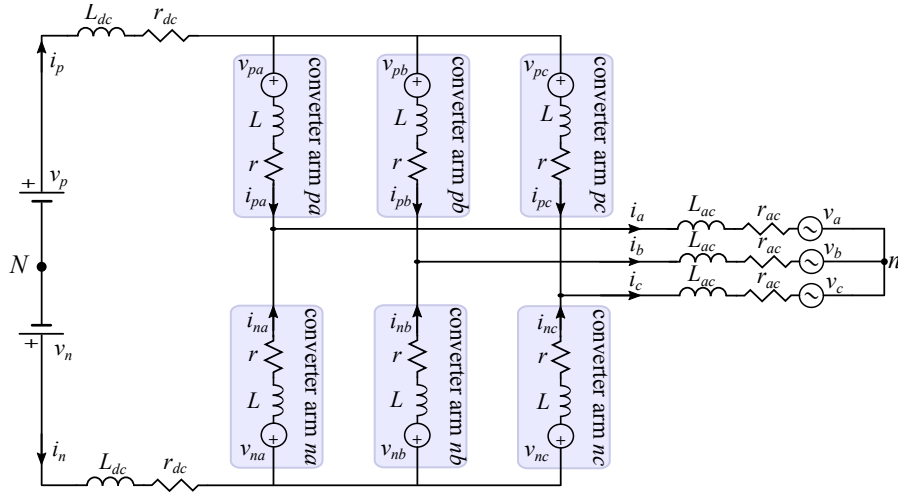 L_dc r_dc
i_p
v_p
+
N
+
v_n
i_n
L_dc r_dc
v_pa
+
L
r
i_pa
converter arm pa
v_pb
+
L
r
i_pb
converter arm pb
v_pc
+
L
r
i_pc
converter arm pc
i_a L_ac r_ac v_a
i_b L_ac r_ac v_b
i_c L_ac r_ac v_c
n
i_na
r
L
+
v_na
converter arm na
i_nb
r
L
+
v_nb
converter arm nb
i_nc
r
L
+
v_nc
converter arm nc